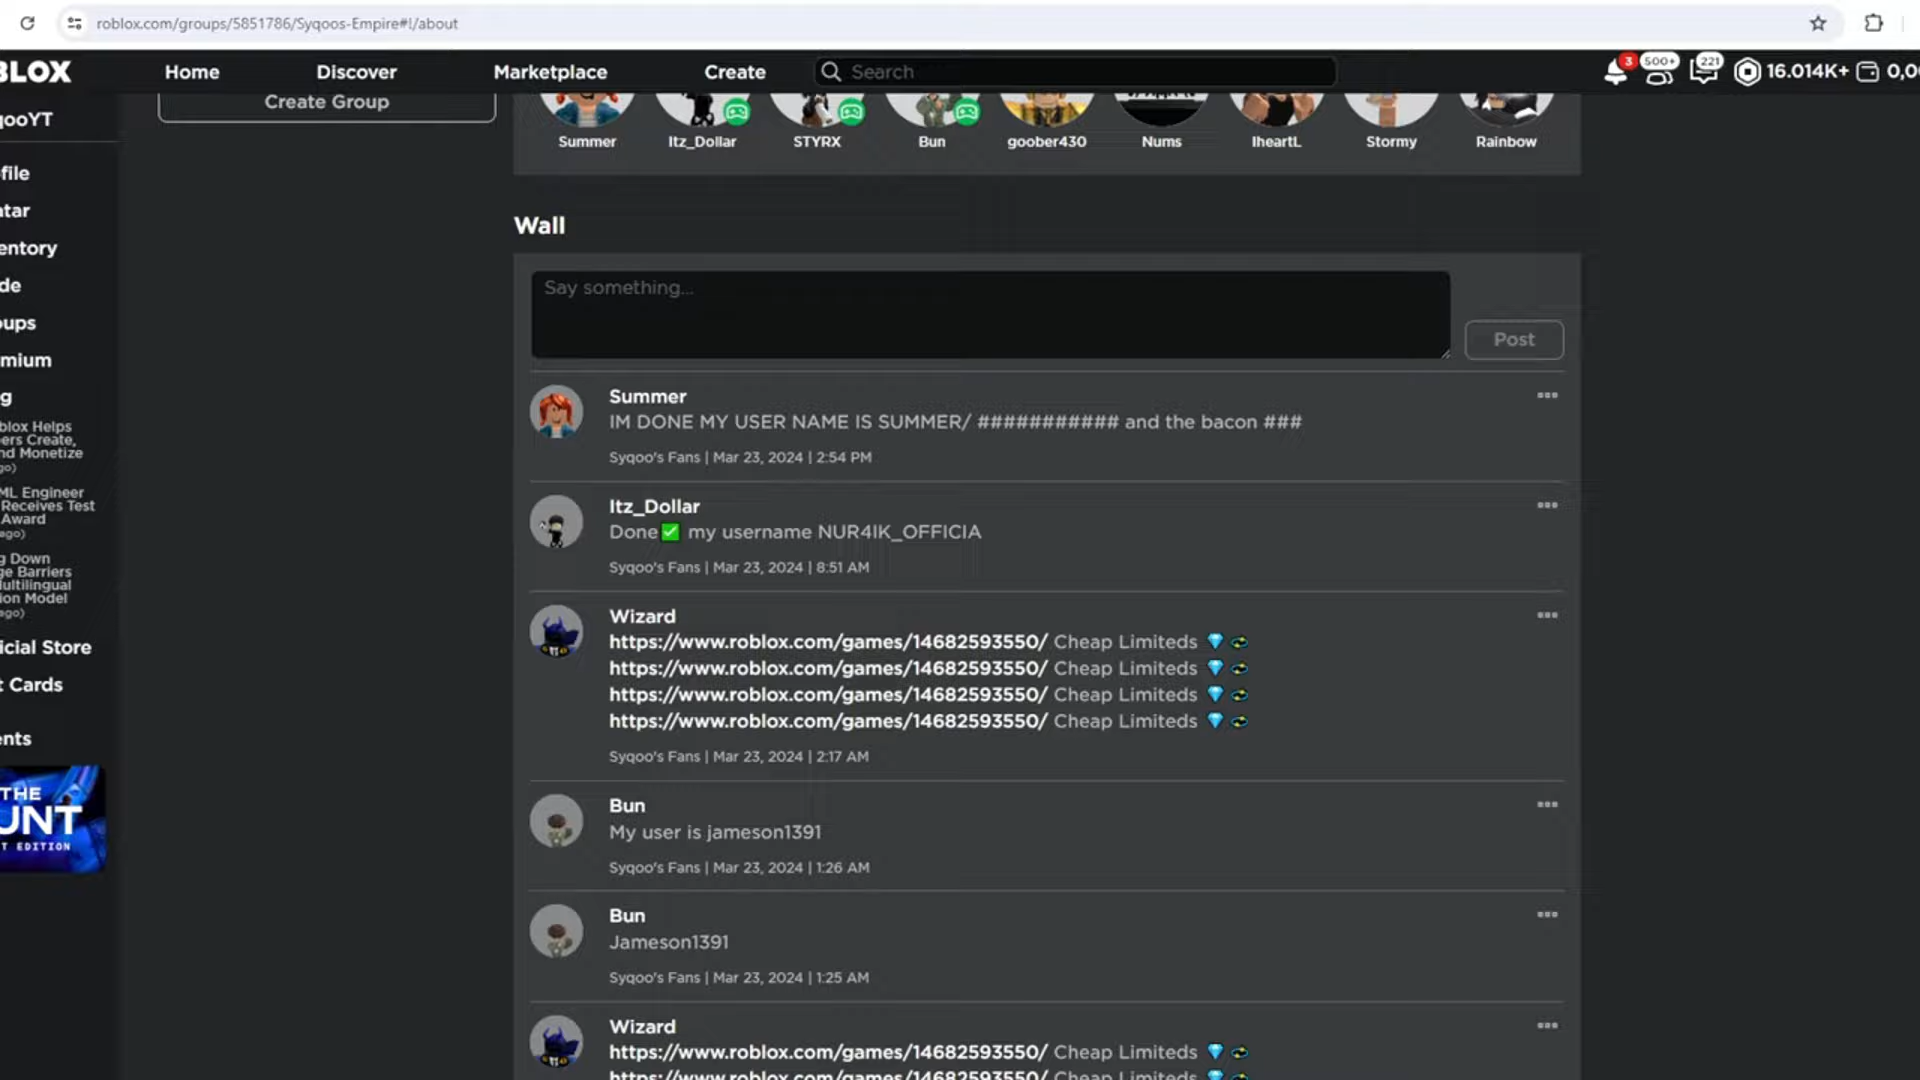 roblox.com/groups/5851786/Syqoos-Empire#!/about
BLOX
Home
Discover
Marketplace
Create
Search
3
500+
221
16.014K+
0,0
Create Group
Summer
Itz_Dollar
STYRX
Bun
goober430
Nums
IheartL
Stormy
Rainbow
qooYT
file
tar
entory
de
oups
mium
g
blox Helps
ers Create,
nd Monetize
go)
ML Engineer
Receives Test
Award
ago)
g Down
ge Barriers
Multilingual
ion Model
ago)
icial Store
t Cards
ents
THE
UNT
T EDITION
Wall
Say something...
Post
Summer
IM DONE MY USER NAME IS SUMMER/ ########### and the bacon ###
Syqoo's Fans | Mar 23, 2024 | 2:54 PM
Itz_Dollar
Done✅ my username NUR4IK_OFFICIA
Syqoo's Fans | Mar 23, 2024 | 8:51 AM
Wizard
https://www.roblox.com/games/14682593550/ Cheap Limiteds 💎
https://www.roblox.com/games/14682593550/ Cheap Limiteds 💎
https://www.roblox.com/games/14682593550/ Cheap Limiteds 💎
https://www.roblox.com/games/14682593550/ Cheap Limiteds 💎
Syqoo's Fans | Mar 23, 2024 | 2:17 AM
Bun
My user is jameson1391
Syqoo's Fans | Mar 23, 2024 | 1:26 AM
Bun
Jameson1391
Syqoo's Fans | Mar 23, 2024 | 1:25 AM
Wizard
https://www.roblox.com/games/14682593550/ Cheap Limiteds 💎
https://www.roblox.com/games/14682593550/ Cheap Limiteds 💎